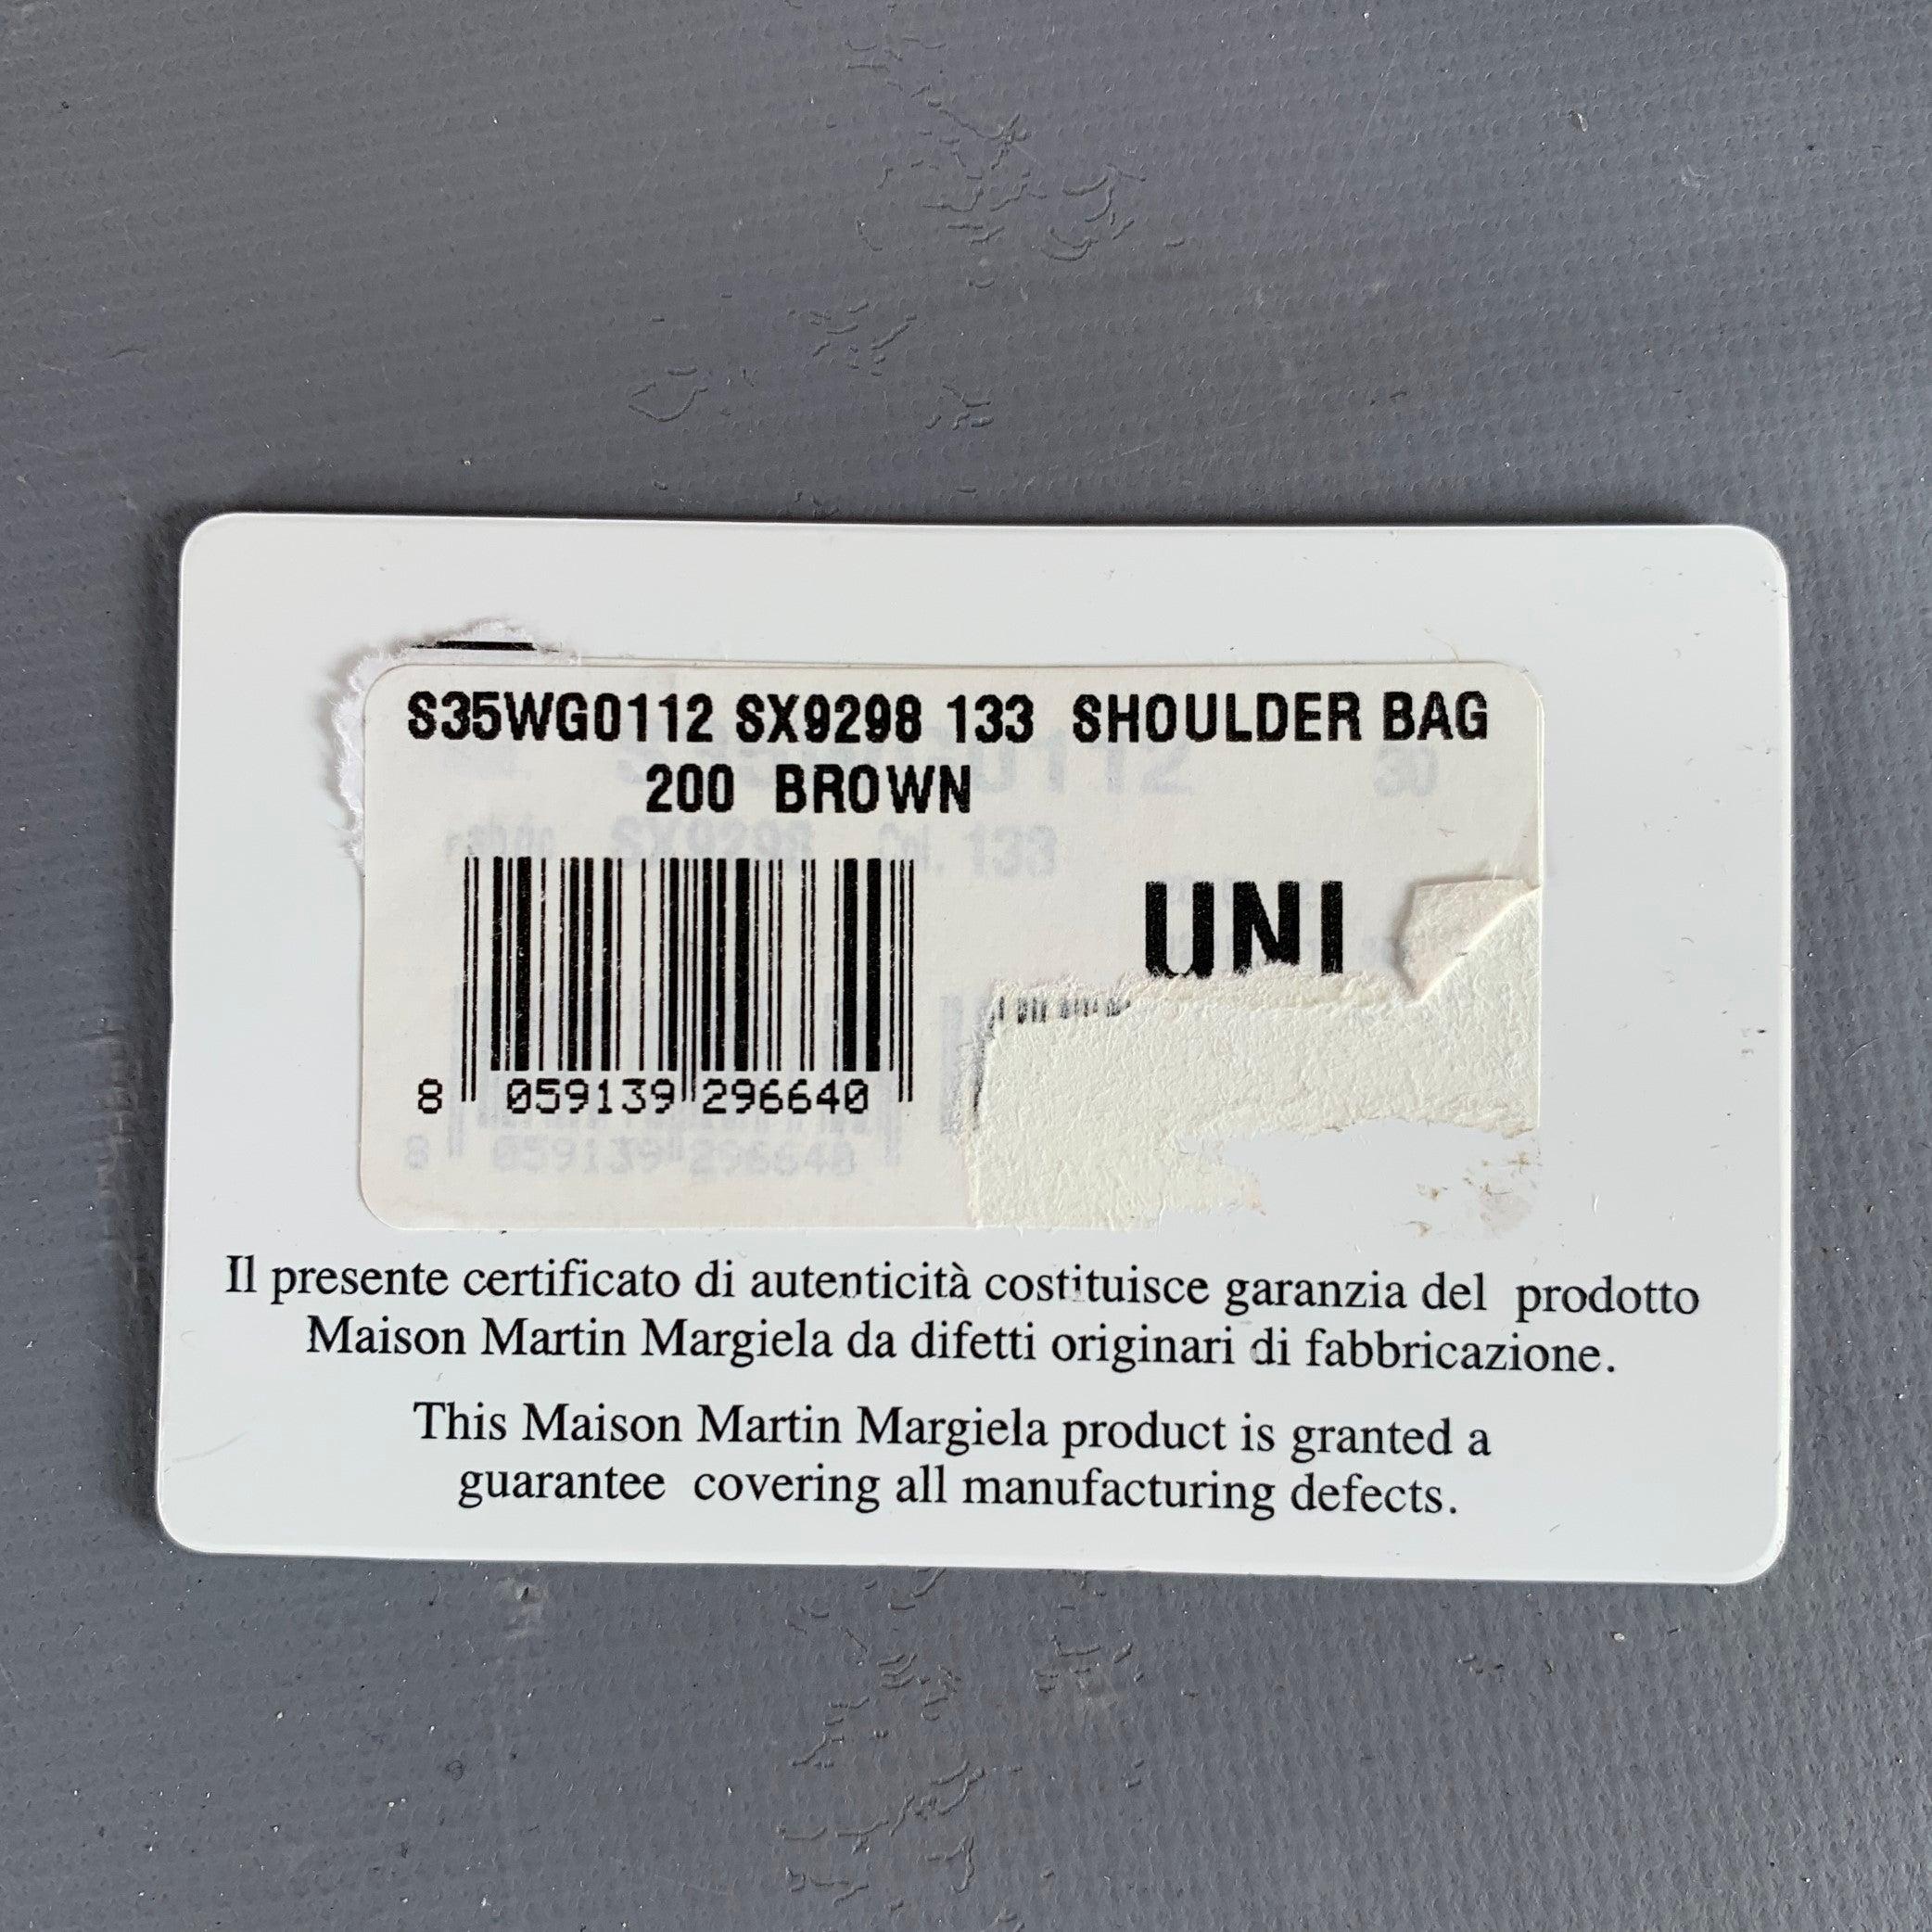 S35WG0112 SX9298 133 SHOULDER BAG
200 BROWN
UNI
8 059139 296640
Il presente certificato di autenticità costituisce garanzia del prodotto
Maison Martin Margiela da difetti originari di fabbricazione.
This Maison Martin Margiela product is granted a
guarantee covering all manufacturing defects.